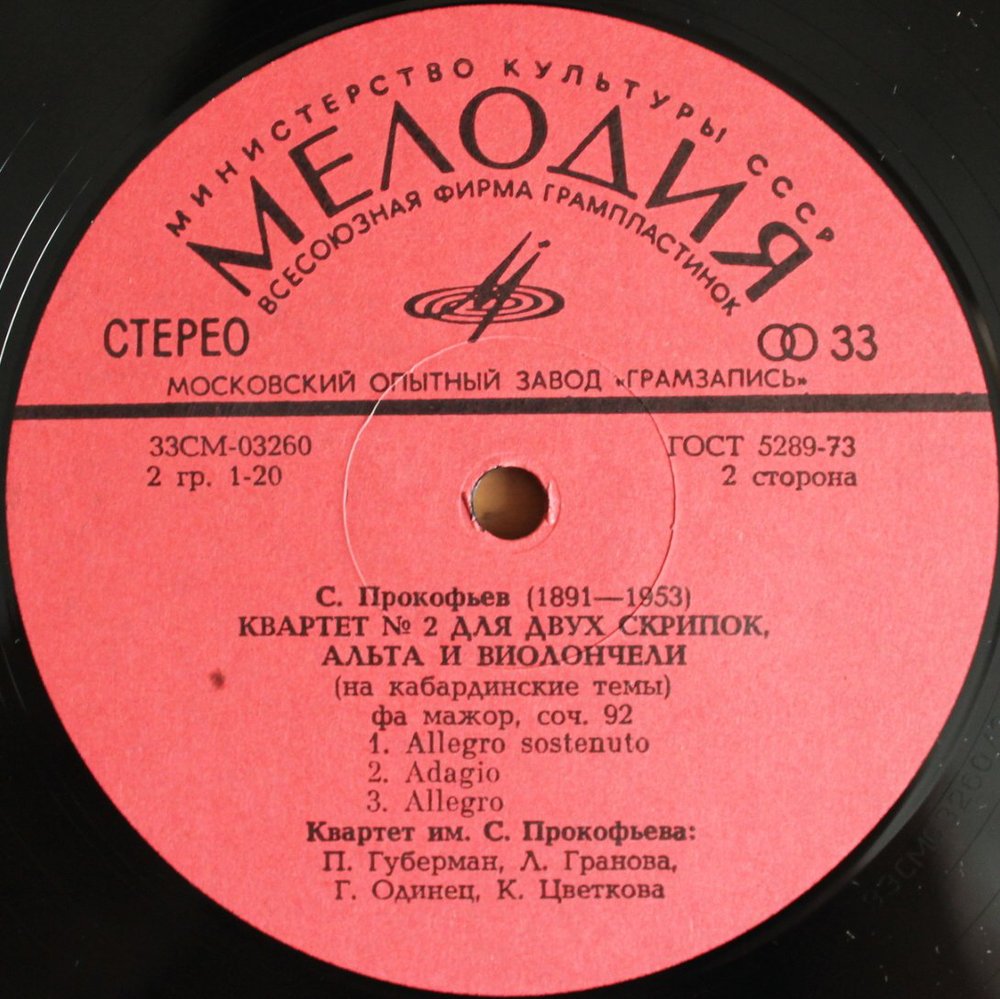 МИНИСТЕРСТВО КУЛЬТУРЫ СССР
МЕЛОДИЯ
ВСЕСОЮЗНАЯ ФИРМА ГРАМПЛАСТИНОК
СТЕРЕО
33
МОСКОВСКИЙ ОПЫТНЫЙ ЗАВОД «ГРАМЗАПИСЬ»
33СМ-03260
ГОСТ 5289-73
2 гр. 1-20
2 сторона
С. Прокофьев (1891—1953)
КВАРТЕТ № 2 ДЛЯ ДВУХ СКРИПОК,
АЛЬТА И ВИОЛОНЧЕЛИ
(на кабардинские темы)
фа мажор, соч. 92
1. Allegro sostenuto
2. Adagio
3. Allegro
Квартет им. С. Прокофьева:
П. Губерман, Л. Гранова,
Г. Одинец, К. Цветкова